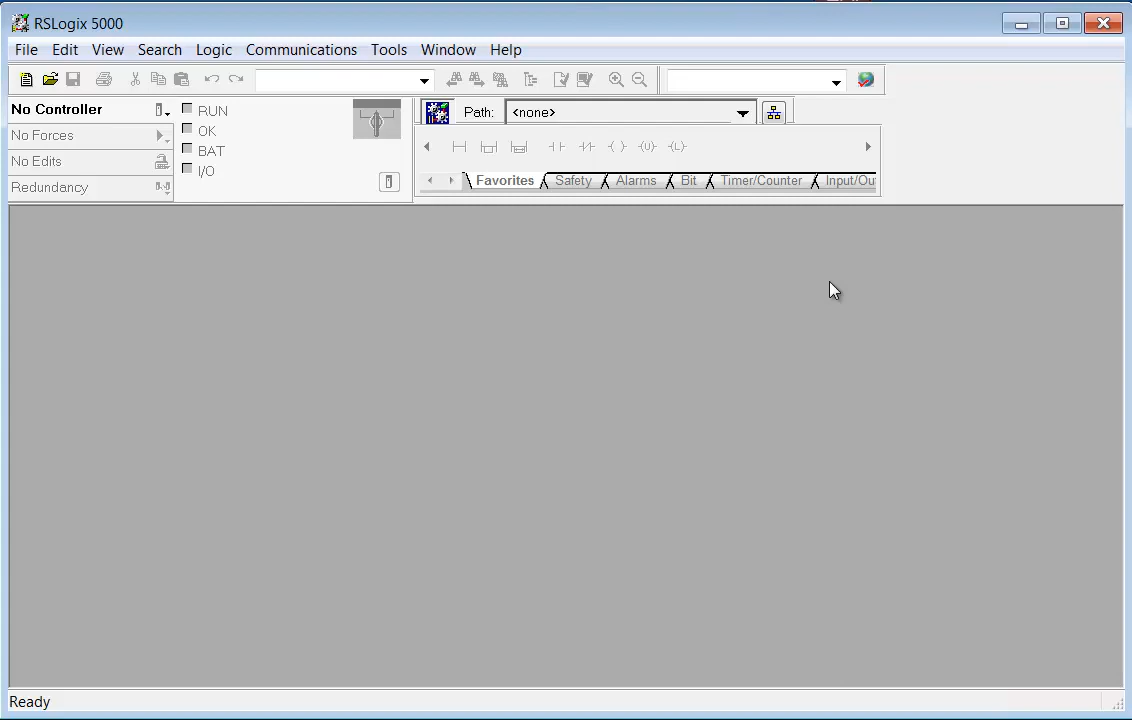 RSLogix 5000
File Edit View Search Logic Communications Tools Window Help
No Controller
RUN
No Forces
OK
No Edits
BAT
Redundancy
I/O
Path: <none>
(U) (L)
Favorites Safety Alarms Bit Timer/Counter Input/Ou
Ready